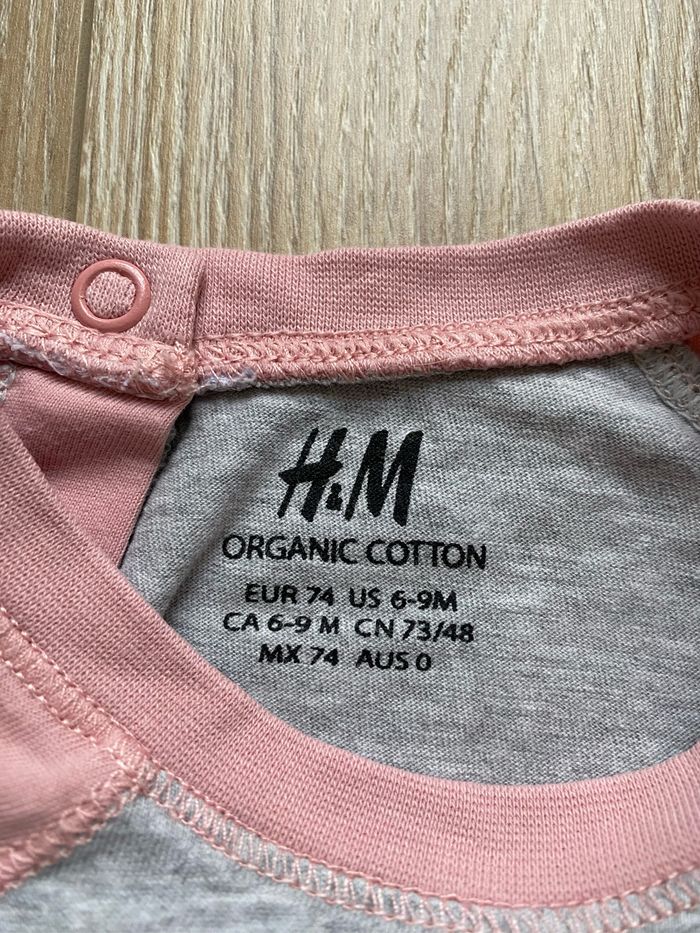 H&M
ORGANIC COTTON
EUR 74 US 6-9M
CA 6-9 M CN 73/48
MX 74 AUS 0